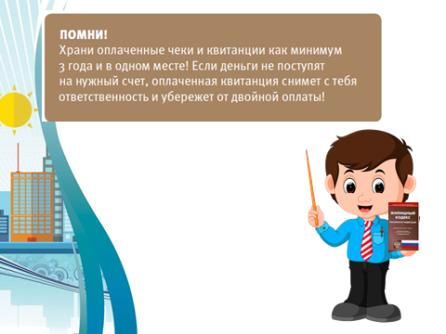 ПОМНИ!
Храни оплаченные чеки и квитанции как минимум
3 года и в одном месте! Если деньги не поступят
на нужный счет, оплаченная квитанция снимет с тебя
ответственность и убережет от двойной оплаты!
ЖИЛИЩНЫЙ
КОДЕКС